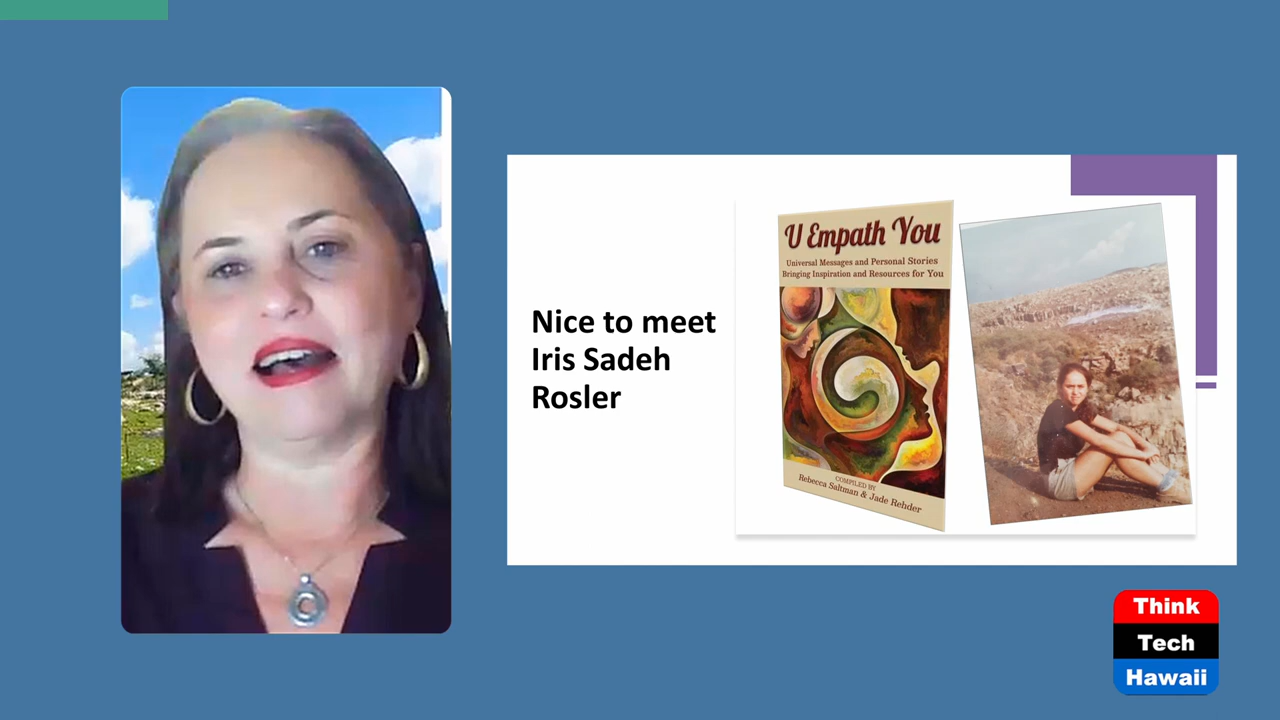 Nice to meet
Iris Sadeh
Rosler
U Empath You
Universal Messages and Personal Stories
Bringing Inspiration and Resources for You
COMPILED BY
Rebecca Saltman & Jade Rehder
Think
Tech
Hawaii